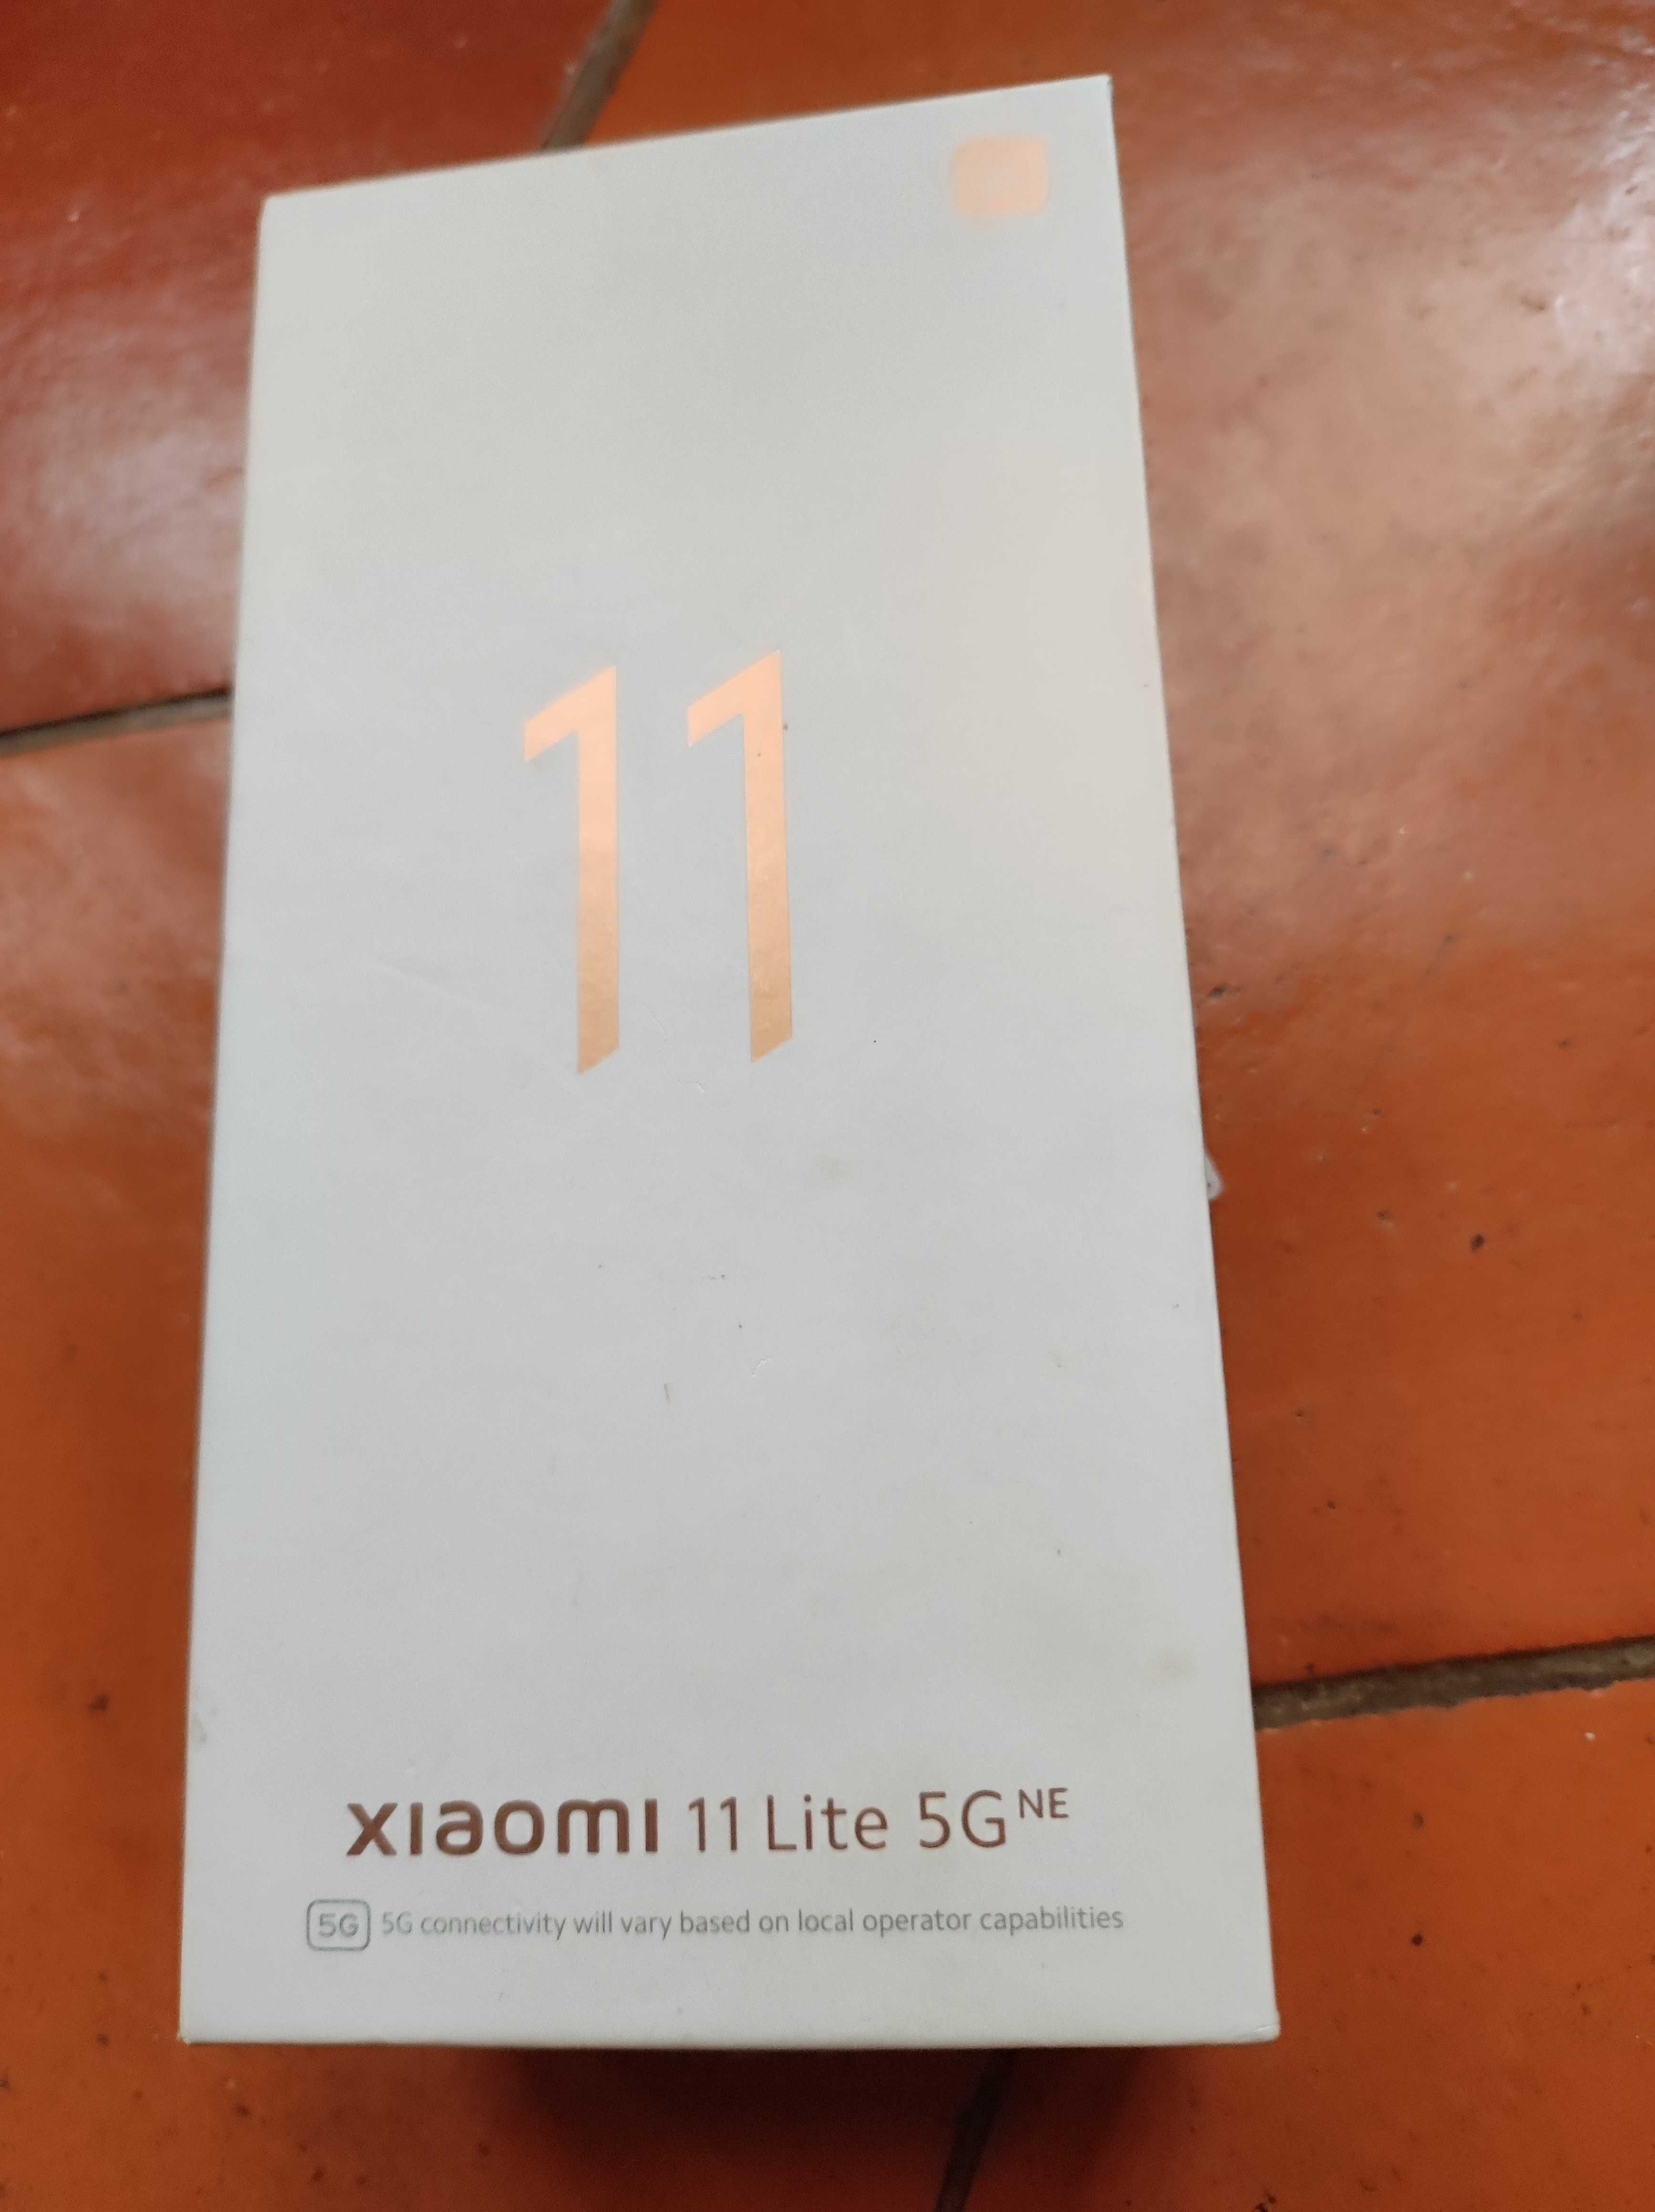 11
xiaomi 11 Lite 5G NE
5G 5G connectivity will vary based on local operator capabilities